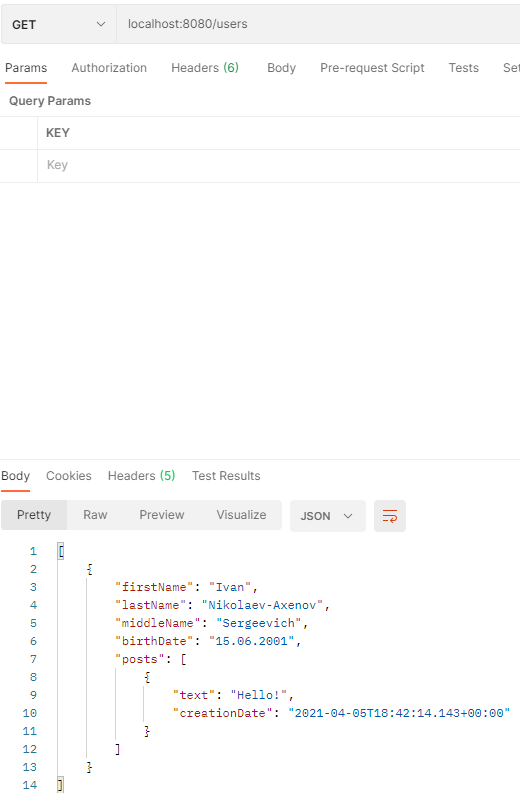 GET localhost:8080/users
Params Authorization Headers (6) Body Pre-request Script Tests Set
Query Params
KEY
Key
Body Cookies Headers (5) Test Results
Pretty Raw Preview Visualize JSON
1 [
2 {
3 "firstName": "Ivan",
4 "lastName": "Nikolaev-Axenov",
5 "middleName": "Sergeevich",
6 "birthDate": "15.06.2001",
7 "posts": [
8 {
9 "text": "Hello!",
10 "creationDate": "2021-04-05T18:42:14.143+00:00"
11 }
12 ]
13 }
14 ]